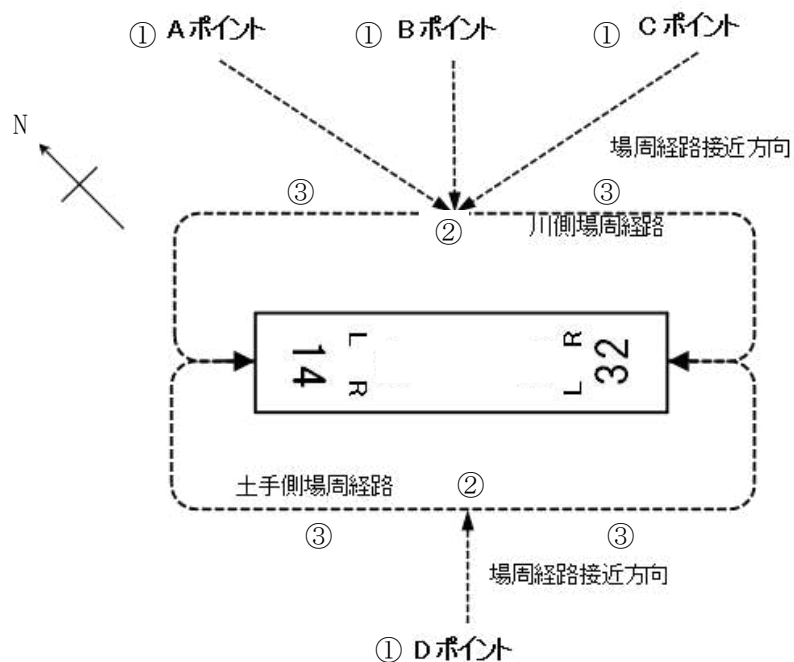 ① Aポイント ① Bポイント ① Cポイント
N
場周経路接近方向
③ ③
②
川側場周経路
14 L R
R L 32
土手側場周経路 ②
③ ③
場周経路接近方向
① Dポイント